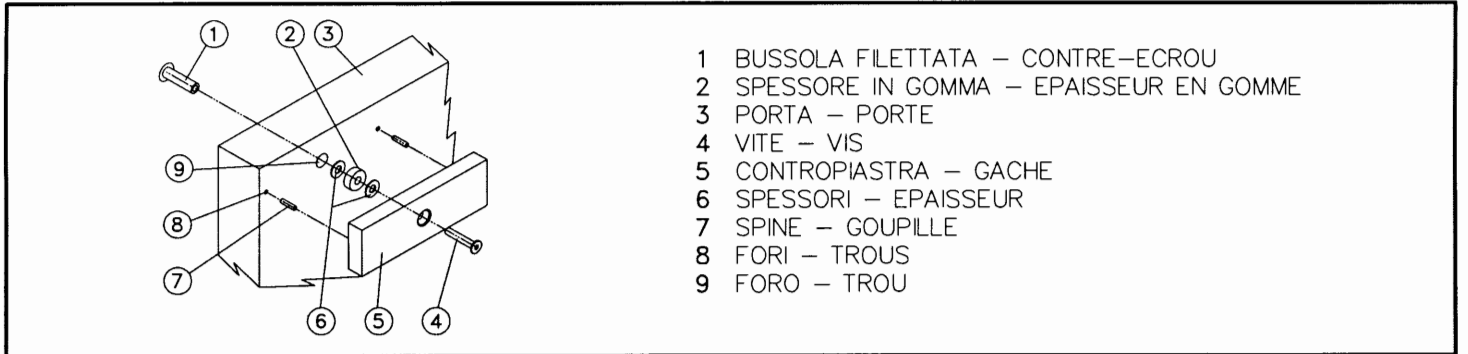 1 2 3
9
8
7
6 5 4
1 BUSSOLA FILETTATA – CONTRE–ECROU
2 SPESSORE IN GOMMA – EPAISSEUR EN GOMME
3 PORTA – PORTE
4 VITE – VIS
5 CONTROPIASTRA – GACHE
6 SPESSORI – EPAISSEUR
7 SPINE – GOUPILLE
8 FORI – TROUS
9 FORO – TROU